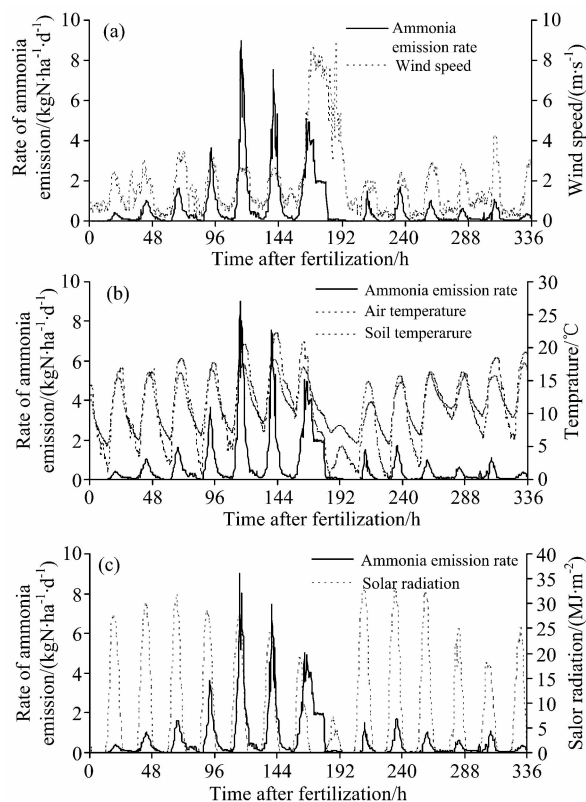 (a)
Ammonia
emission rate
Wind speed
Rate of ammonia
emission/(kgN·ha⁻¹·d⁻¹)
10
8
6
4
2
0
10
8
6
4
2
0
Wind speed/(m·s⁻¹)
0 48 96 144 192 240 288 336
Time after fertilization/h
(b)
Ammonia emission rate
Air temperature
Soil temperarure
Rate of ammonia
emission/(kgN·ha⁻¹·d⁻¹)
10
8
6
4
2
0
30
25
20
15
10
5
0
Temprature/℃
0 48 96 144 192 240 288 336
Time after fertilization/h
(c)
Ammonia emission rate
Solar radiation
Rate of ammonia
emission/(kgN·ha⁻¹·d⁻¹)
10
8
6
4
2
0
40
35
30
25
20
15
10
5
0
Salor radiation/(MJ·m⁻²)
0 48 96 144 192 240 288 336
Time after fertilization/h